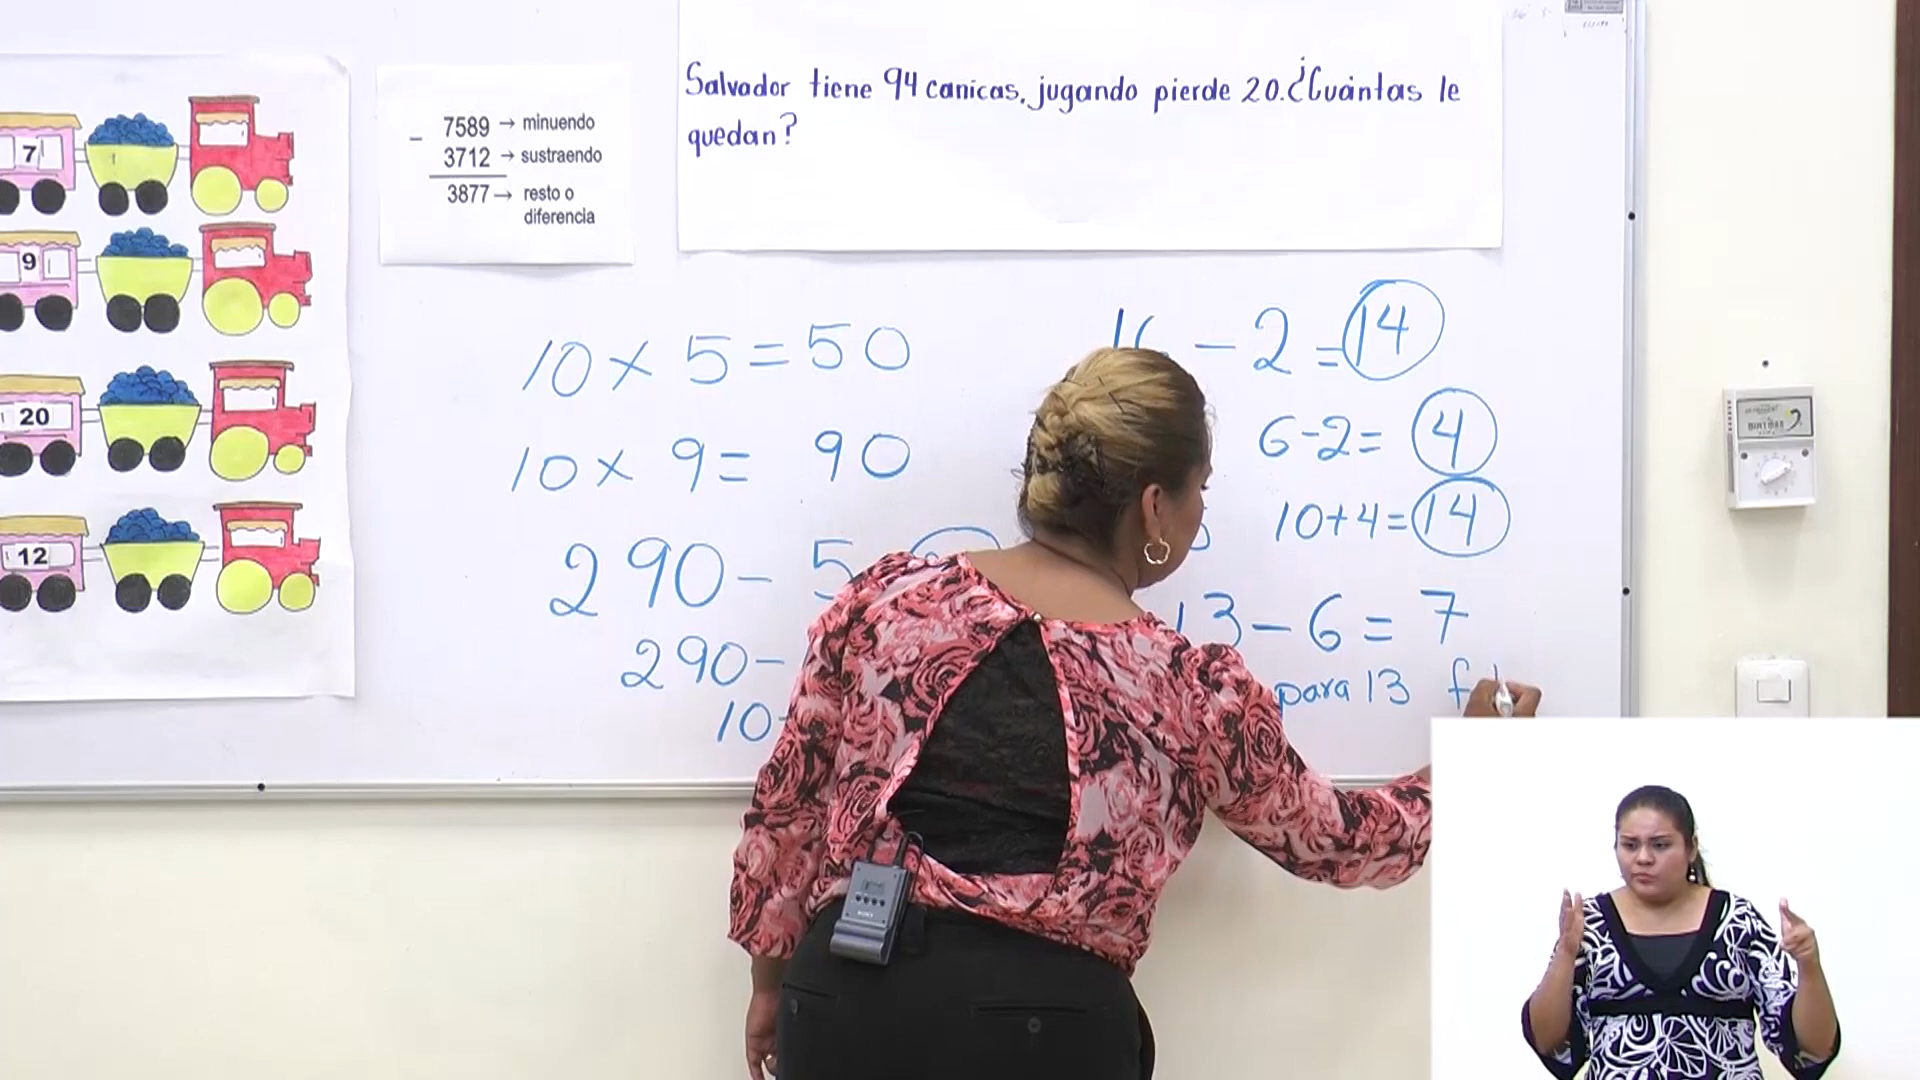 7
9
20
12
- 7589 → minuendo
3712 → sustraendo
3877 → resto o
diferencia
Salvador tiene 94 canicas, jugando pierde 20. ¿Cuántas le
quedan?
10 x 5 = 50
10 x 9 = 90
290 - 5
290 -
10
16 - 2 = 14
6-2= 4
10+4= 14
13 - 6 = 7
para 13 f